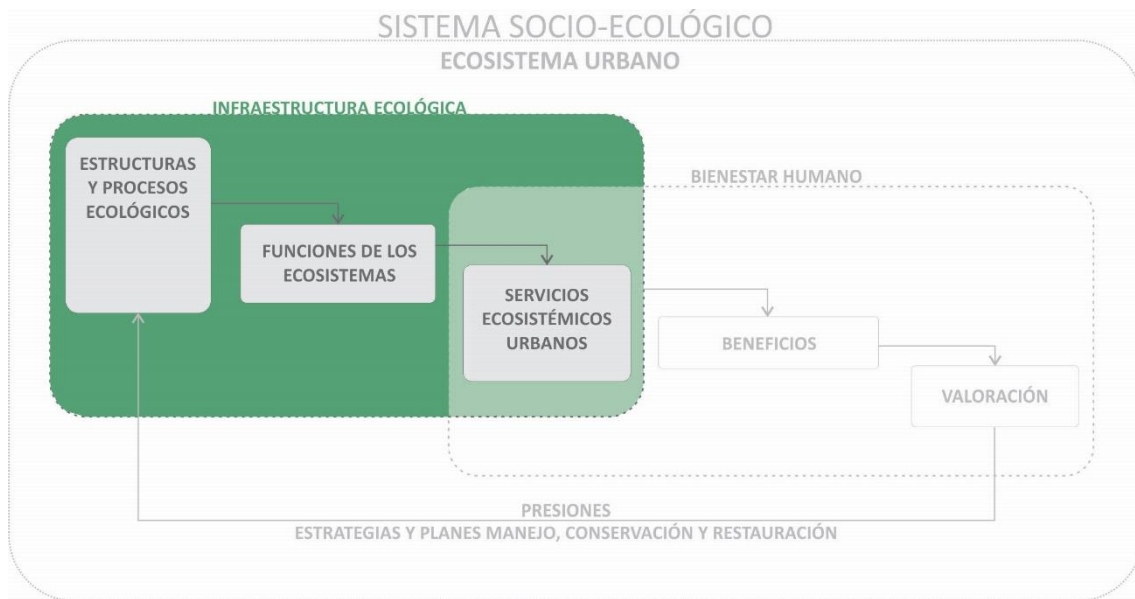 SISTEMA SOCIO-ECOLÓGICO
ECOSISTEMA URBANO
INFRAESTRUCTURA ECOLÓGICA
ESTRUCTURAS
Y PROCESOS
ECOLÓGICOS
FUNCIONES DE LOS
ECOSISTEMAS
BIENESTAR HUMANO
SERVICIOS
ECOSISTÉMICOS
URBANOS
BENEFICIOS
VALORACIÓN
PRESIONES
ESTRATEGIAS Y PLANES MANEJO, CONSERVACIÓN Y RESTAURACIÓN